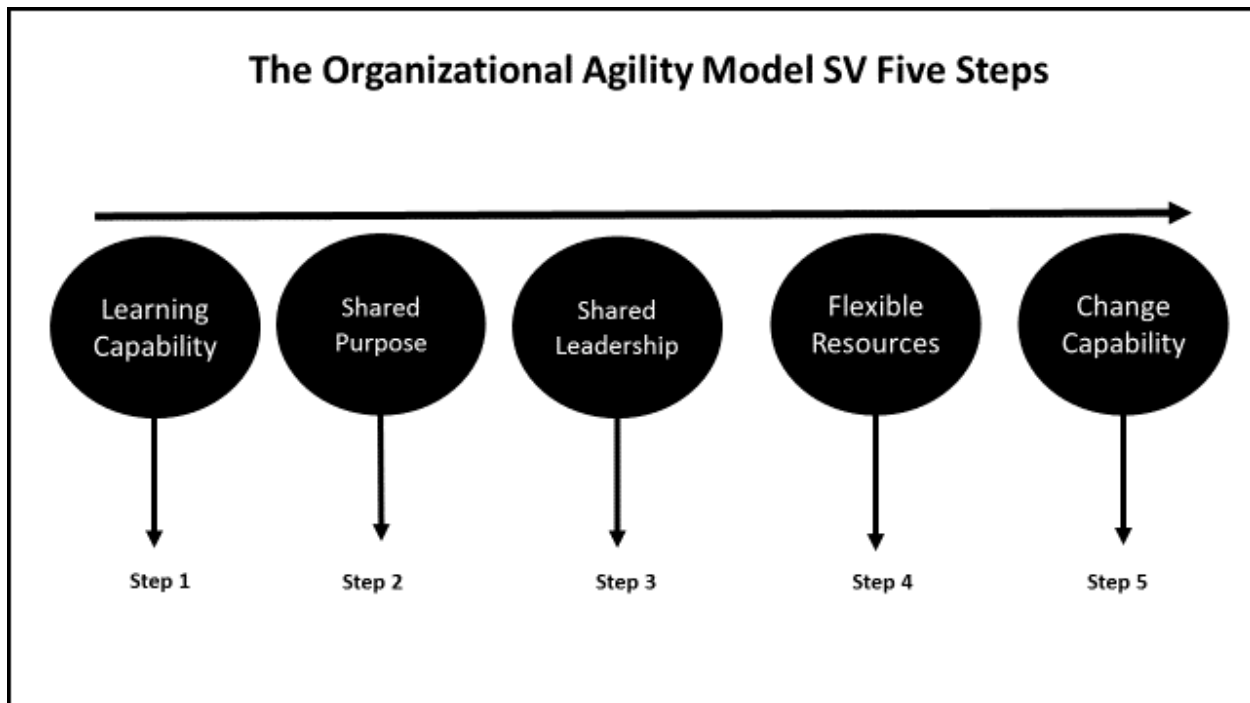 The Organizational Agility Model SV Five Steps
Learning
Capability
Shared
Purpose
Shared
Leadership
Flexible
Resources
Change
Capability
Step 1
Step 2
Step 3
Step 4
Step 5